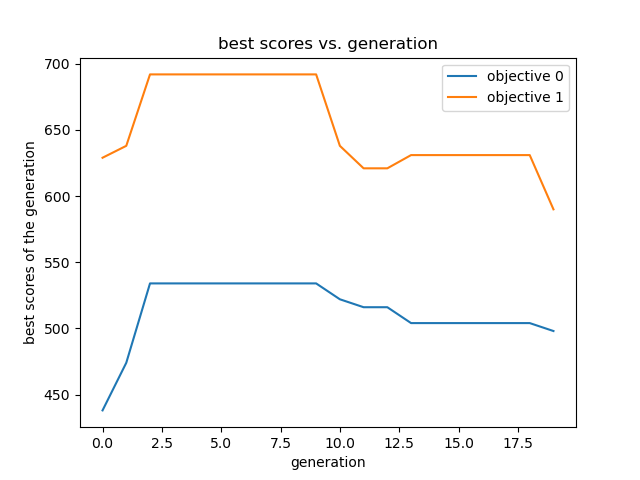 best scores vs. generation
objective 0
objective 1
best scores of the generation
700
650
600
550
500
450
0.0 2.5 5.0 7.5 10.0 12.5 15.0 17.5
generation